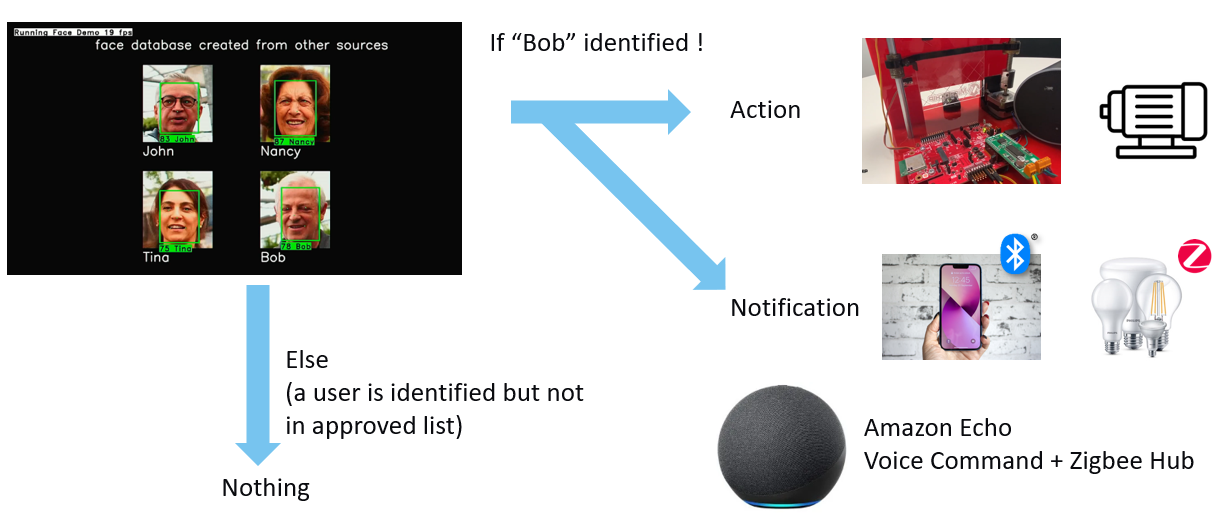 Running Face Demo 19 fps
face database created from other sources
83 John
87 Nancy
John
Nancy
75 Tina
78 Bob
Tina
Bob
If “Bob” identified !
Action
Notification
®
Z
Else
(a user is identified but not
in approved list)
Nothing
Amazon Echo
Voice Command + Zigbee Hub